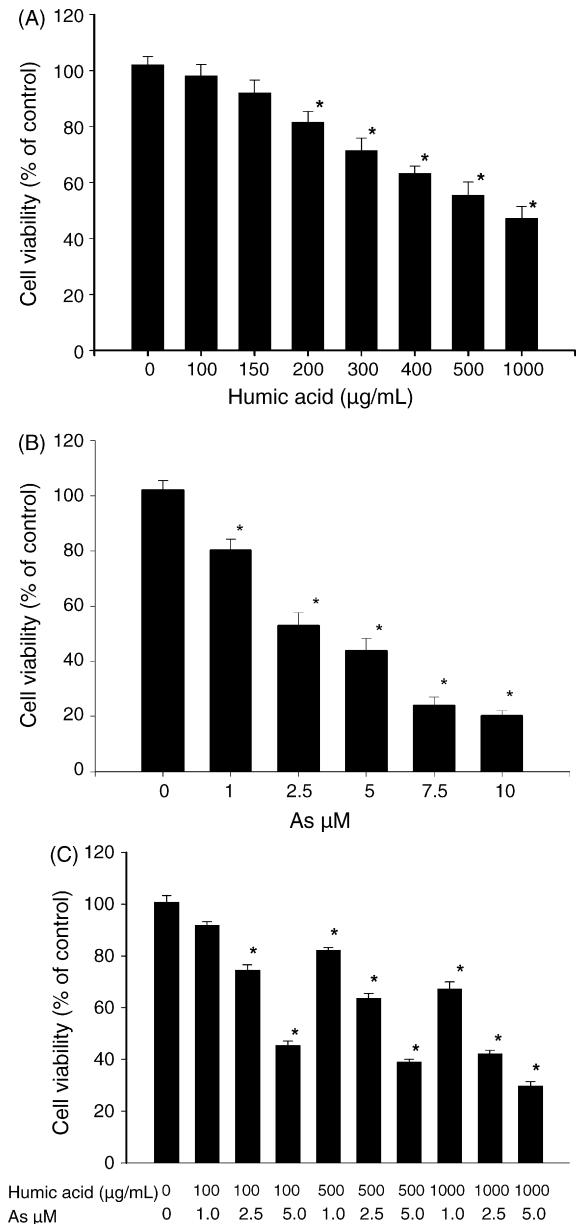 (A)
Cell viability (% of control)
120
100
80
60
40
20
0
* * * * *
0 100 150 200 300 400 500 1000
Humic acid (µg/mL)
(B)
Cell viability (% of control)
120
100
80
60
40
20
0
* * * * *
0 1 2.5 5 7.5 10
As µM
(C)
Cell viability (% of control)
120
100
80
60
40
20
0
* * * * * * * *
Humic acid (µg/mL) 0 100 100 100 500 500 500 1000 1000 1000
As µM 0 1.0 2.5 5.0 1.0 2.5 5.0 1.0 2.5 5.0